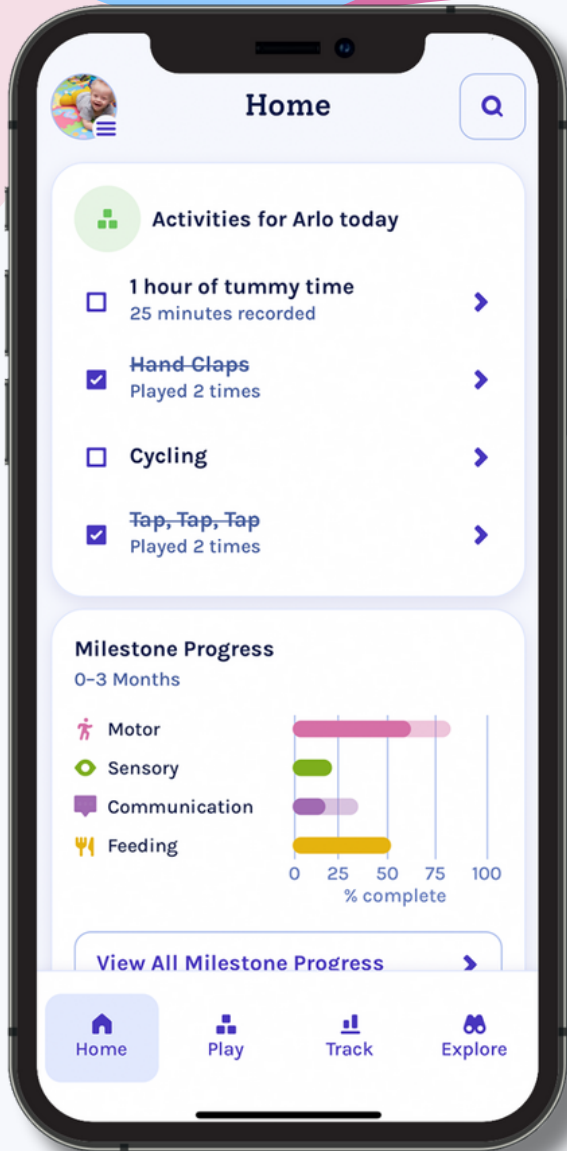 Home
Activities for Arlo today
1 hour of tummy time
25 minutes recorded
Hand Claps
Played 2 times
Cycling
Tap, Tap, Tap
Played 2 times
Milestone Progress
0–3 Months
Motor
Sensory
Communication
Feeding
0 25 50 75 100
% complete
View All Milestone Progress
Home Play Track Explore